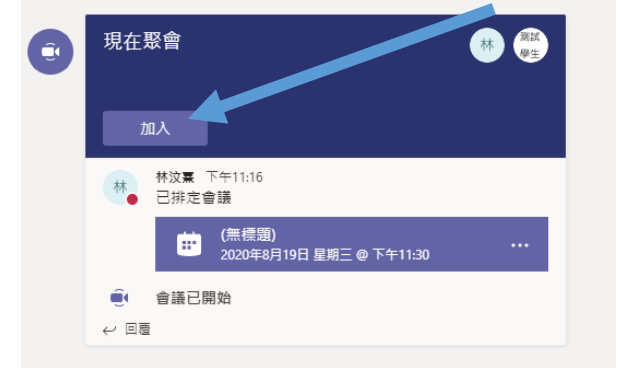 現在聚會
林
測試
學生
加入
林
林汶熏 下午11:16
已排定會議
(無標題)
2020年8月19日 星期三 @ 下午11:30
會議已開始
回覆